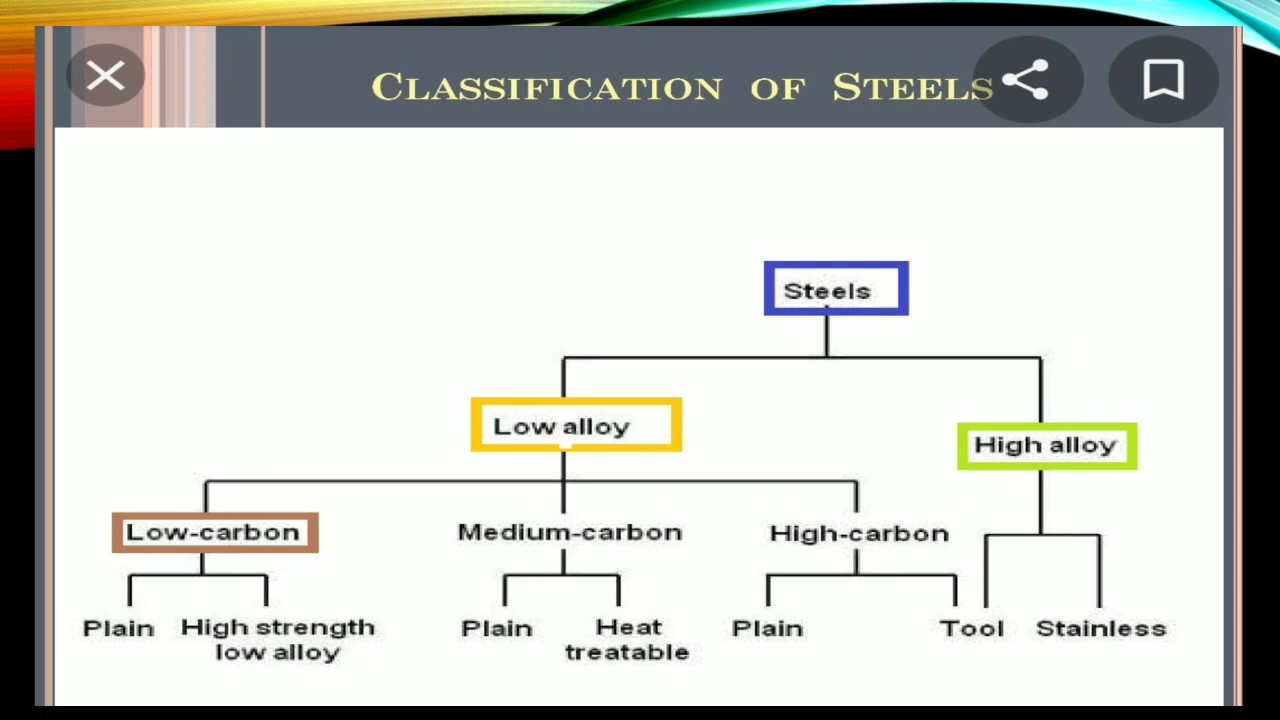 CLASSIFICATION OF STEELS
Steels
Low alloy
High alloy
Low-carbon
Medium-carbon
High-carbon
Plain
High strength
low alloy
Plain
Heat
treatable
Plain
Tool
Stainless